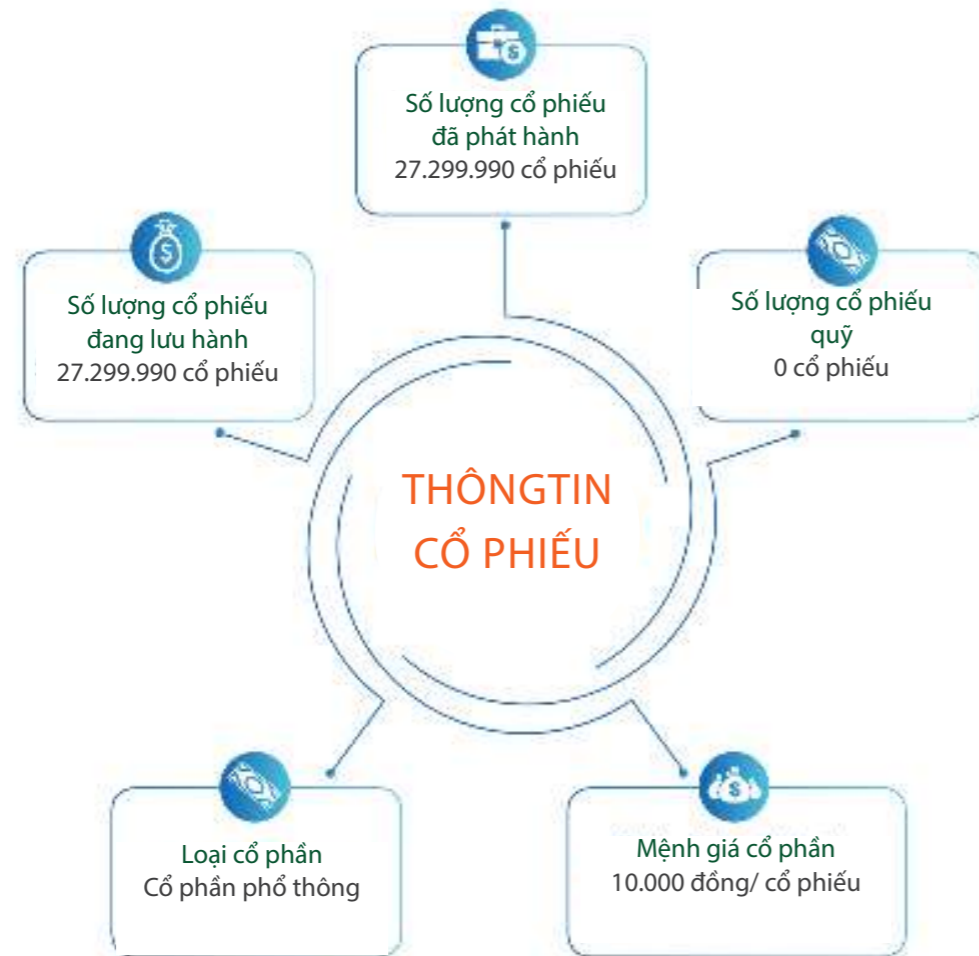 Số lượng cổ phiếu
đã phát hành
27.299.990 cổ phiếu
Số lượng cổ phiếu
đang lưu hành
27.299.990 cổ phiếu
Số lượng cổ phiếu
quỹ
0 cổ phiếu
THÔNGTIN
CỔ PHIẾU
Loại cổ phần
Cổ phần phổ thông
Mệnh giá cổ phần
10.000 đồng/ cổ phiếu